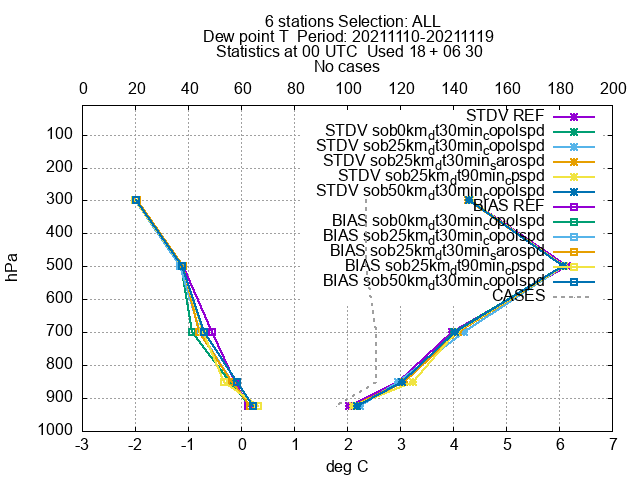 6 stations Selection: ALL
Dew point T  Period: 20211110-20211119
Statistics at 00 UTC  Used 18 + 06 30
No cases
0 20 40 60 80 100 120 140 160 180 200
STDV REF
STDV sob0km_dt30min_copolspd
STDV sob25km_dt30min_copolspd
STDV sob25km_dt30min_sarospd
STDV sob25km_dt90min_cpspd
STDV sob50km_dt30min_copolspd
BIAS REF
BIAS sob0km_dt30min_copolspd
BIAS sob25km_dt30min_copolspd
BIAS sob25km_dt30min_sarospd
BIAS sob25km_dt90min_cpspd
BIAS sob50km_dt30min_copolspd
CASES
100
200
300
400
500
600
700
800
900
1000
hPa
-3 -2 -1 0 1 2 3 4 5 6 7
deg C